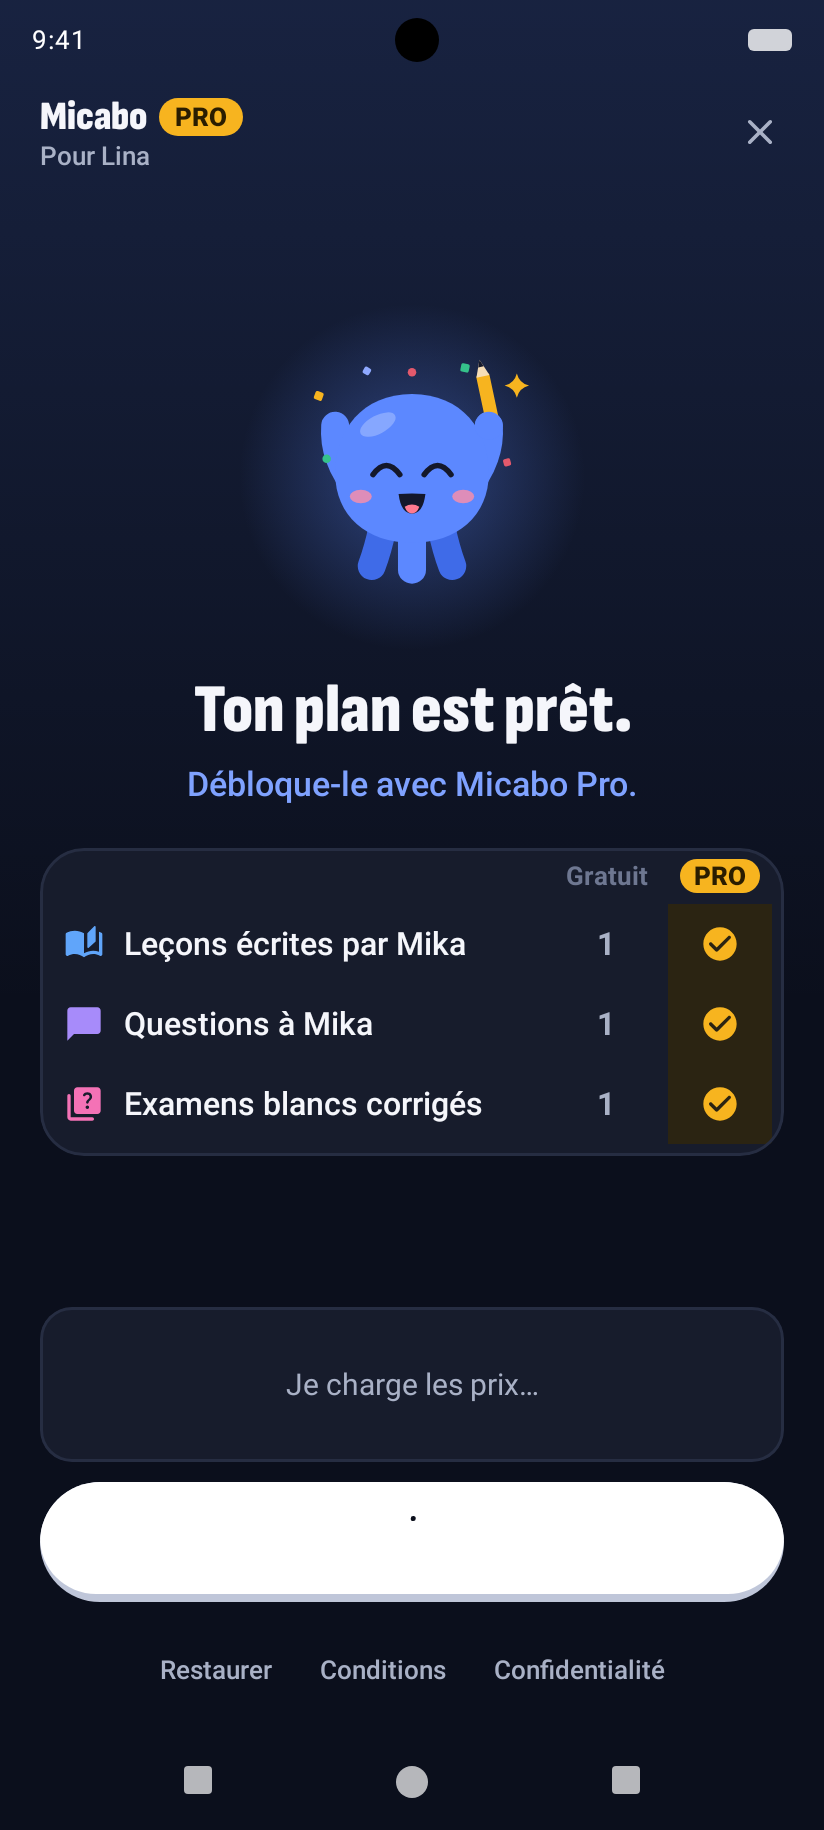 9:41
Micabo PRO
Pour Lina
Ton plan est prêt.
Débloque-le avec Micabo Pro.
Gratuit PRO
Leçons écrites par Mika 1
Questions à Mika 1
Examens blancs corrigés 1
Je charge les prix…
Restaurer Conditions Confidentialité